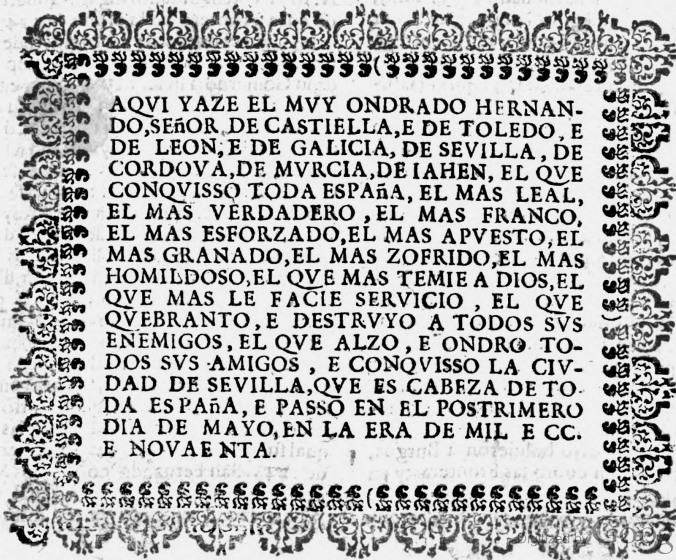 AQVI YAZE EL MVY ONDRADO HERNAN-
DO,SEñOR DE CASTIELLA,E DE TOLEDO, E
DE LEON, E DE GALICIA, DE SEVILLA, DE
CORDOVA, DE MVRCIA, DE IAHEN, EL QVE
CONQVISSO TODA ESPAñA, EL MAS LEAL,
EL MAS VERDADERO, EL MAS FRANCO,
EL MAS ESFORZADO,EL MAS APVESTO,EL
MAS GRANADO,EL MAS ZOFRIDO,EL MAS
HOMILDOSO,EL QVE MAS TEMIE A DIOS,EL
QVE MAS LE FACIE SERVICIO, EL QVE
QVEBRANTO, E DESTRVYO A TODOS SVS
ENEMIGOS, EL QVE ALZO, E ONDRO TO-
DOS SVS AMIGOS, E CONQVISSO LA CIV-
DAD DE SEVILLA,QVE ES CABEZA DE TO-
DA ESPAñA, E PASSO EN EL POSTRIMERO
DIA DE MAYO, EN LA ERA DE MIL E CC.
E NOVAENTA.
Digitized by Google